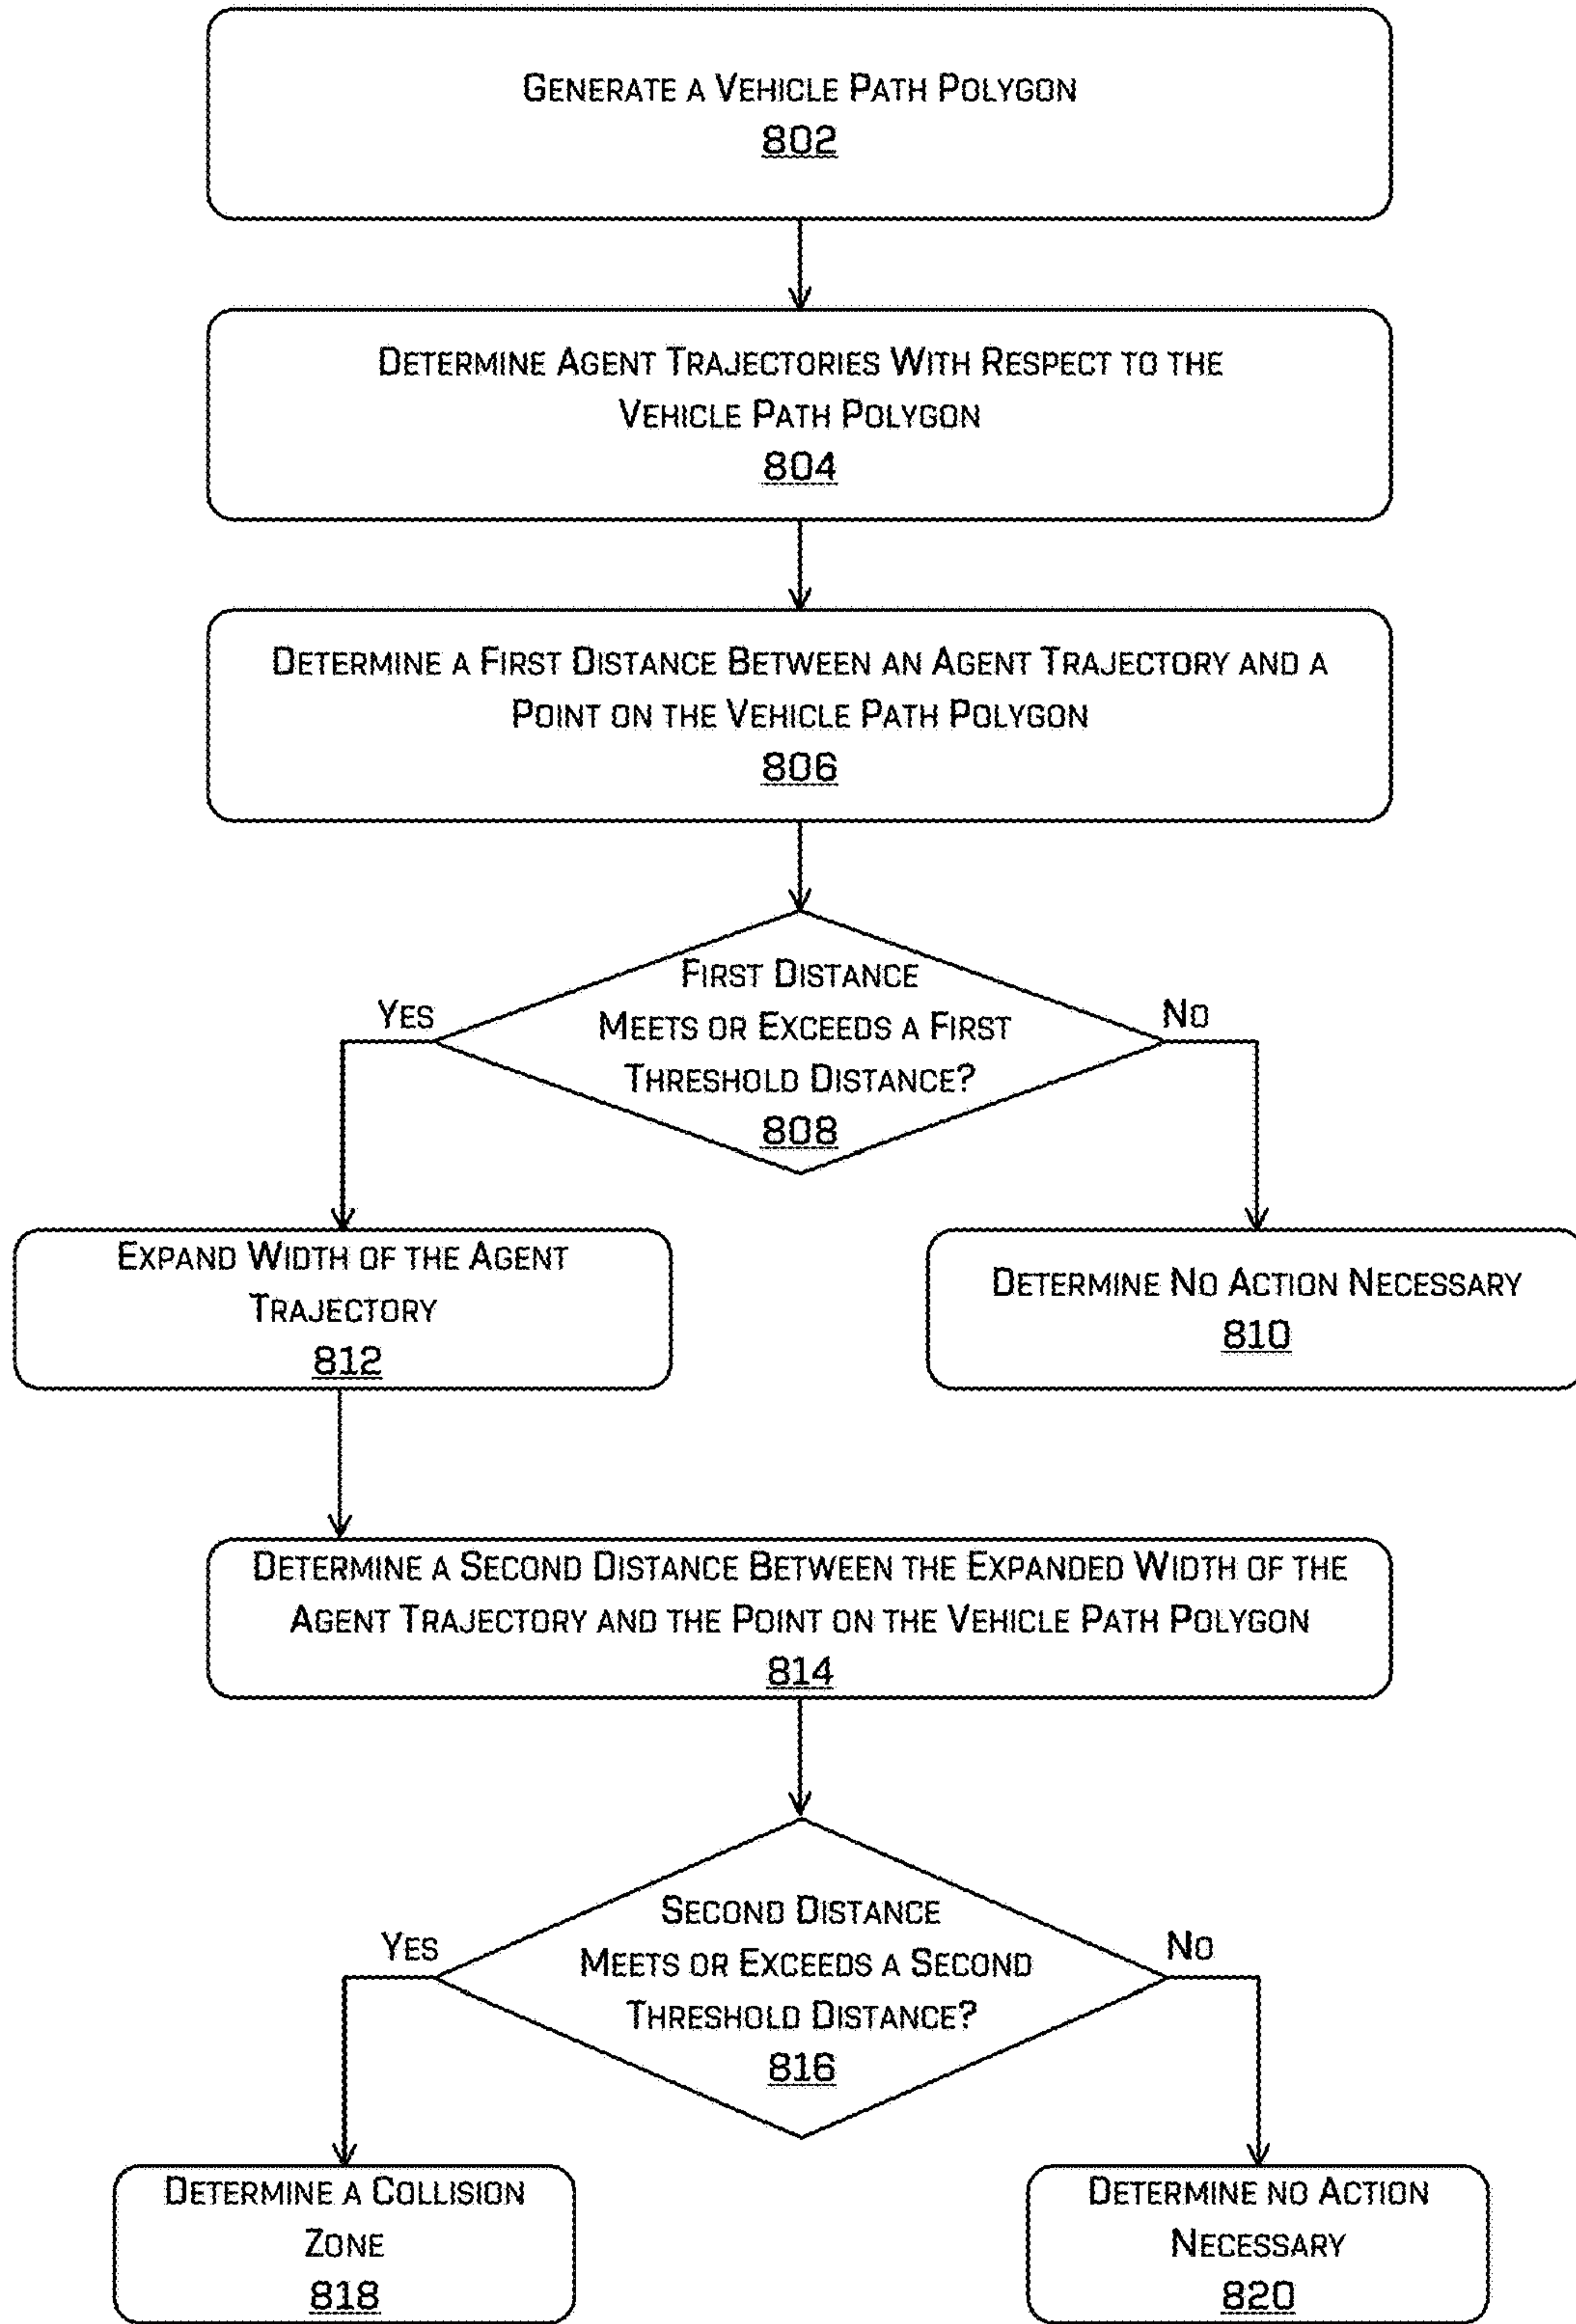 Generate a Vehicle Path Polygon
802
Determine Agent Trajectories With Respect to the
Vehicle Path Polygon
804
Determine a First Distance Between an Agent Trajectory and a
Point on the Vehicle Path Polygon
806
First Distance
Meets or Exceeds a First
Threshold Distance?
808
Yes
No
Expand Width of the Agent
Trajectory
812
Determine No Action Necessary
810
Determine a Second Distance Between the Expanded Width of the
Agent Trajectory and the Point on the Vehicle Path Polygon
814
Second Distance
Meets or Exceeds a Second
Threshold Distance?
816
Yes
No
Determine a Collision
Zone
818
Determine no Action
Necessary
820